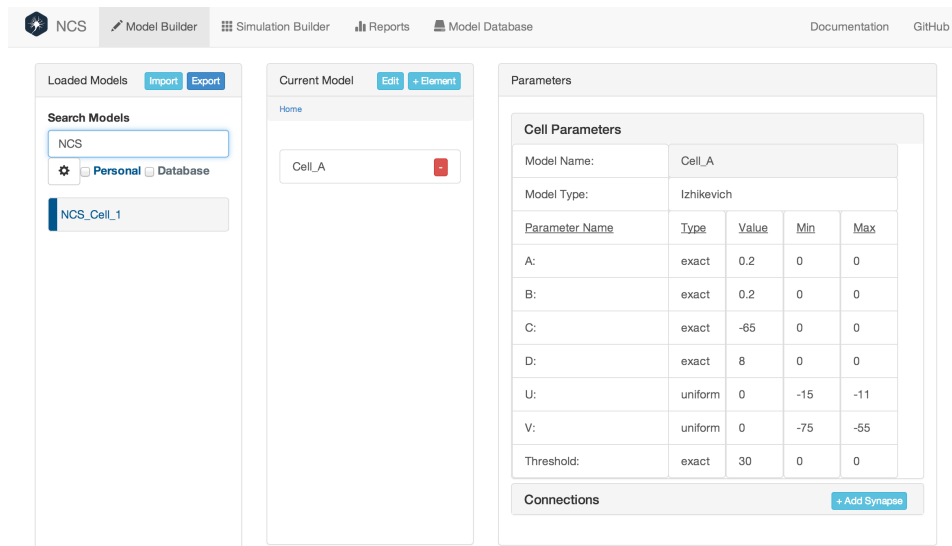 NCS Model Builder Simulation Builder Reports Model Database Documentation GitHub
Loaded Models Import Export
Search Models
NCS
Personal Database
NCS_Cell_1
Current Model Edit + Element
Home
Cell_A -
Parameters
Cell Parameters
Model Name: Cell_A
Model Type: Izhikevich
Parameter Name Type Value Min Max
A: exact 0.2 0 0
B: exact 0.2 0 0
C: exact -65 0 0
D: exact 8 0 0
U: uniform 0 -15 -11
V: uniform 0 -75 -55
Threshold: exact 30 0 0
Connections + Add Synapse